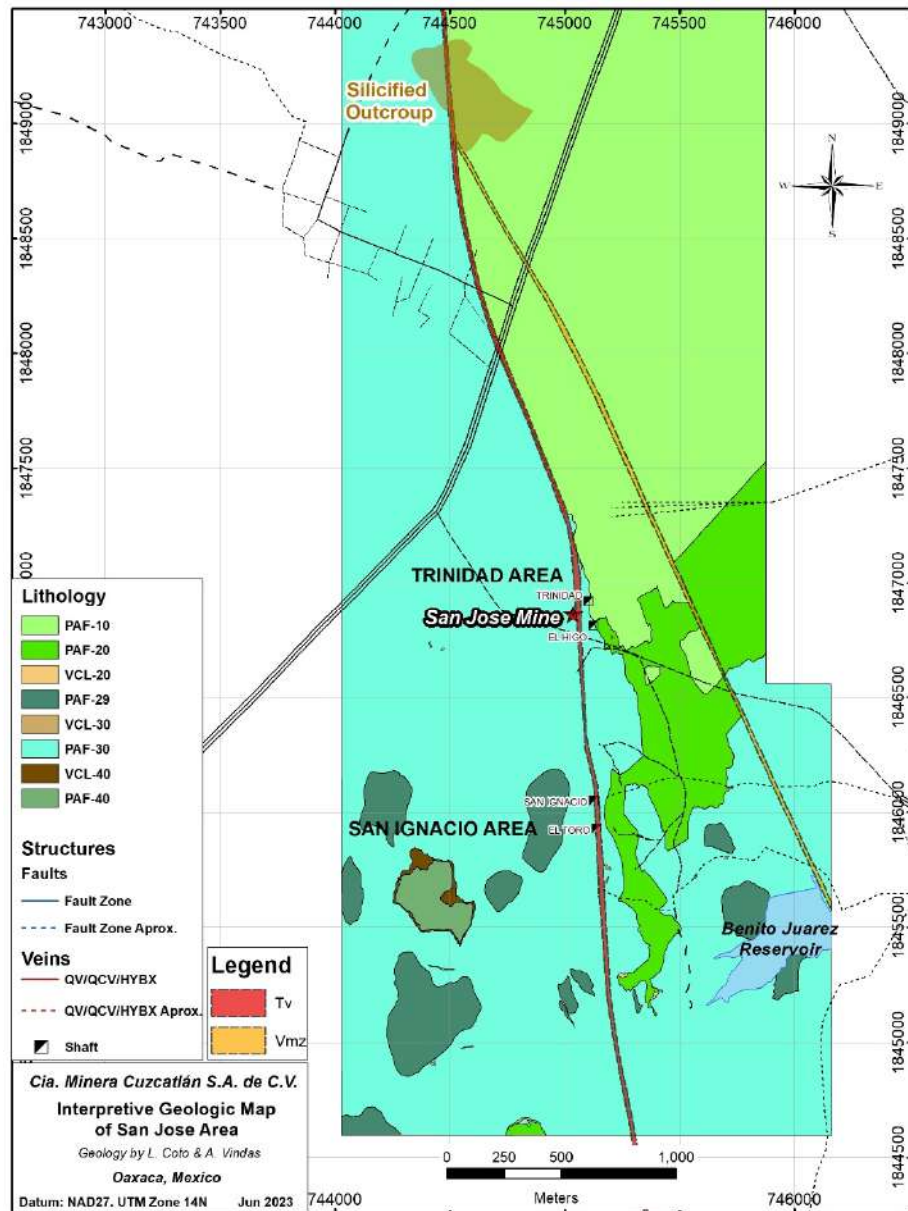 743000
743500
744000
744500
745000
745500
746000
1849000
1849000
1848500
1848500
1848000
1848000
1847500
1847500
1847000
1846500
1846000
1845500
1845000
1844500
744000
746000
Silicified
Outcroup
N
W
E
S
TRINIDAD AREA
TRINIDAD
San Jose Mine
EL HIGO
SAN IGNACIO
SAN IGNACIO AREA
EL TORO
Benito Juarez
Reservoir
Lithology
PAF-10
PAF-20
VCL-20
PAF-29
VCL-30
PAF-30
VCL-40
PAF-40
Structures
Faults
Fault Zone
Fault Zone Aprox.
Veins
QV/QCV/HYBX
QV/QCV/HYBX Aprox.
Shaft
Legend
Tv
Vmz
Cia. Minera Cuzcatlán S.A. de C.V.
Interpretive Geologic Map
of San Jose Area
Geology by L. Coto & A. Vindas
Oaxaca, Mexico
Datum: NAD27. UTM Zone 14N Jun 2023
0 250 500 1,000
Meters